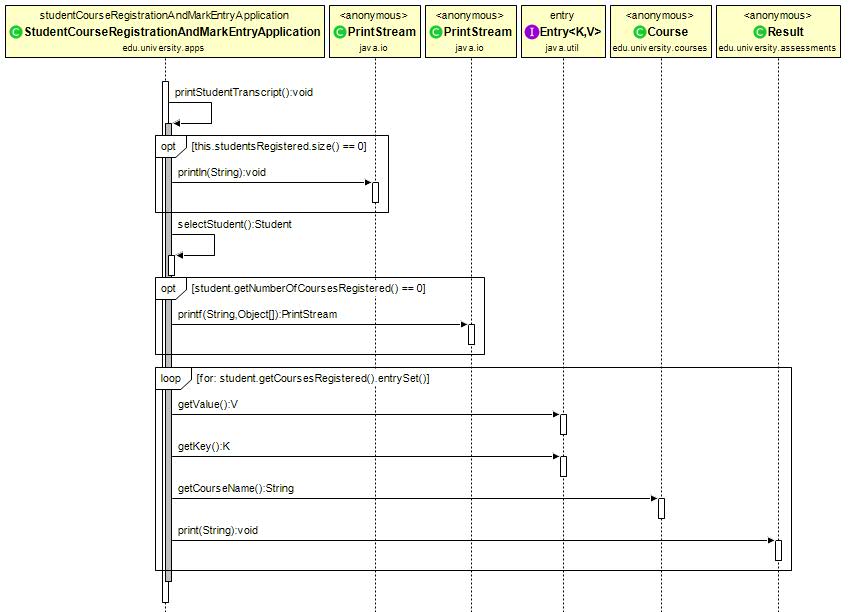 studentCourseRegistrationAndMarkEntryApplication
C StudentCourseRegistrationAndMarkEntryApplication
edu.university.apps
<anonymous>
C PrintStream
java.io
<anonymous>
C PrintStream
java.io
entry
I Entry<K,V>
java.util
<anonymous>
C Course
edu.university.courses
<anonymous>
C Result
edu.university.assessments
printStudentTranscript():void
opt [this.studentsRegistered.size() == 0]
println(String):void
selectStudent():Student
opt [student.getNumberOfCoursesRegistered() == 0]
printf(String,Object[]):PrintStream
loop [for: student.getCoursesRegistered().entrySet()]
getValue():V
getKey():K
getCourseName():String
print(String):void